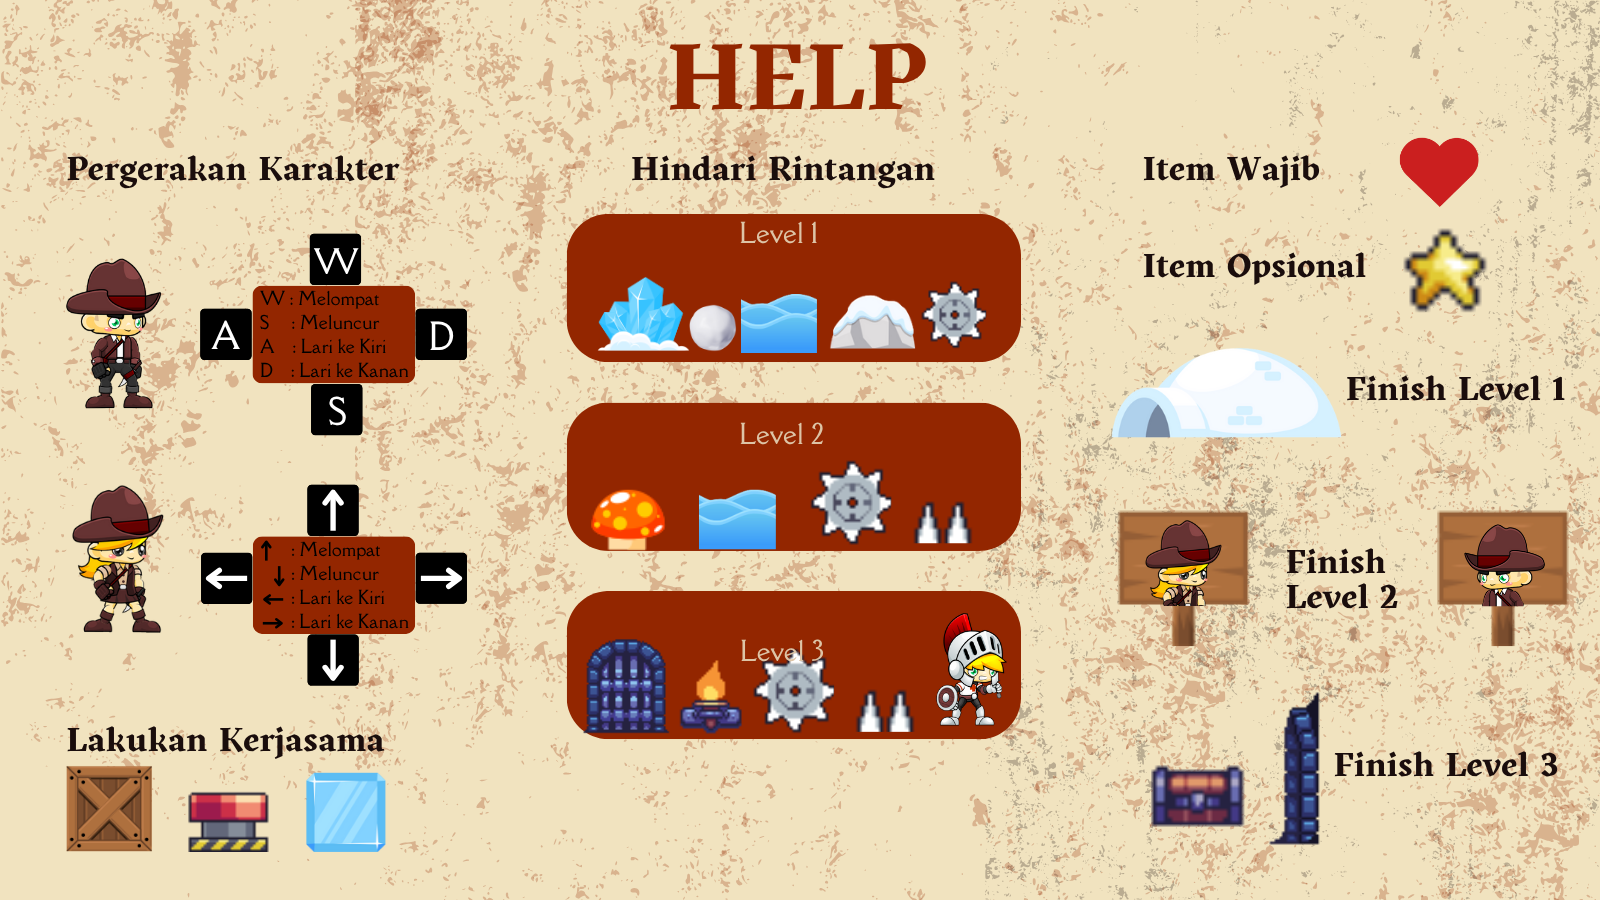 HELP
Pergerakan Karakter
W
A
D
S
W : Melompat
S : Meluncur
A : Lari ke Kiri
D : Lari ke Kanan
↑
←
→
↓
↑ : Melompat
↓ : Meluncur
← : Lari ke Kiri
→ : Lari ke Kanan
Lakukan Kerjasama
Hindari Rintangan
Level 1
Level 2
Level 3
Item Wajib
Item Opsional
Finish Level 1
Finish
Level 2
Finish Level 3